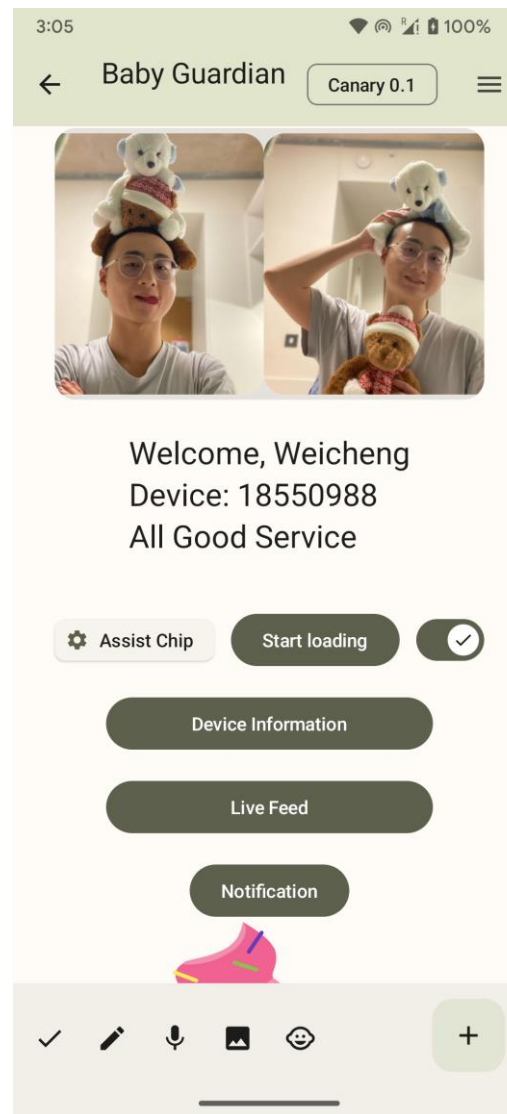 3:05
R
100%
Baby Guardian
Canary 0.1
Welcome, Weicheng
Device: 18550988
All Good Service
Assist Chip
Start loading
Device Information
Live Feed
Notification